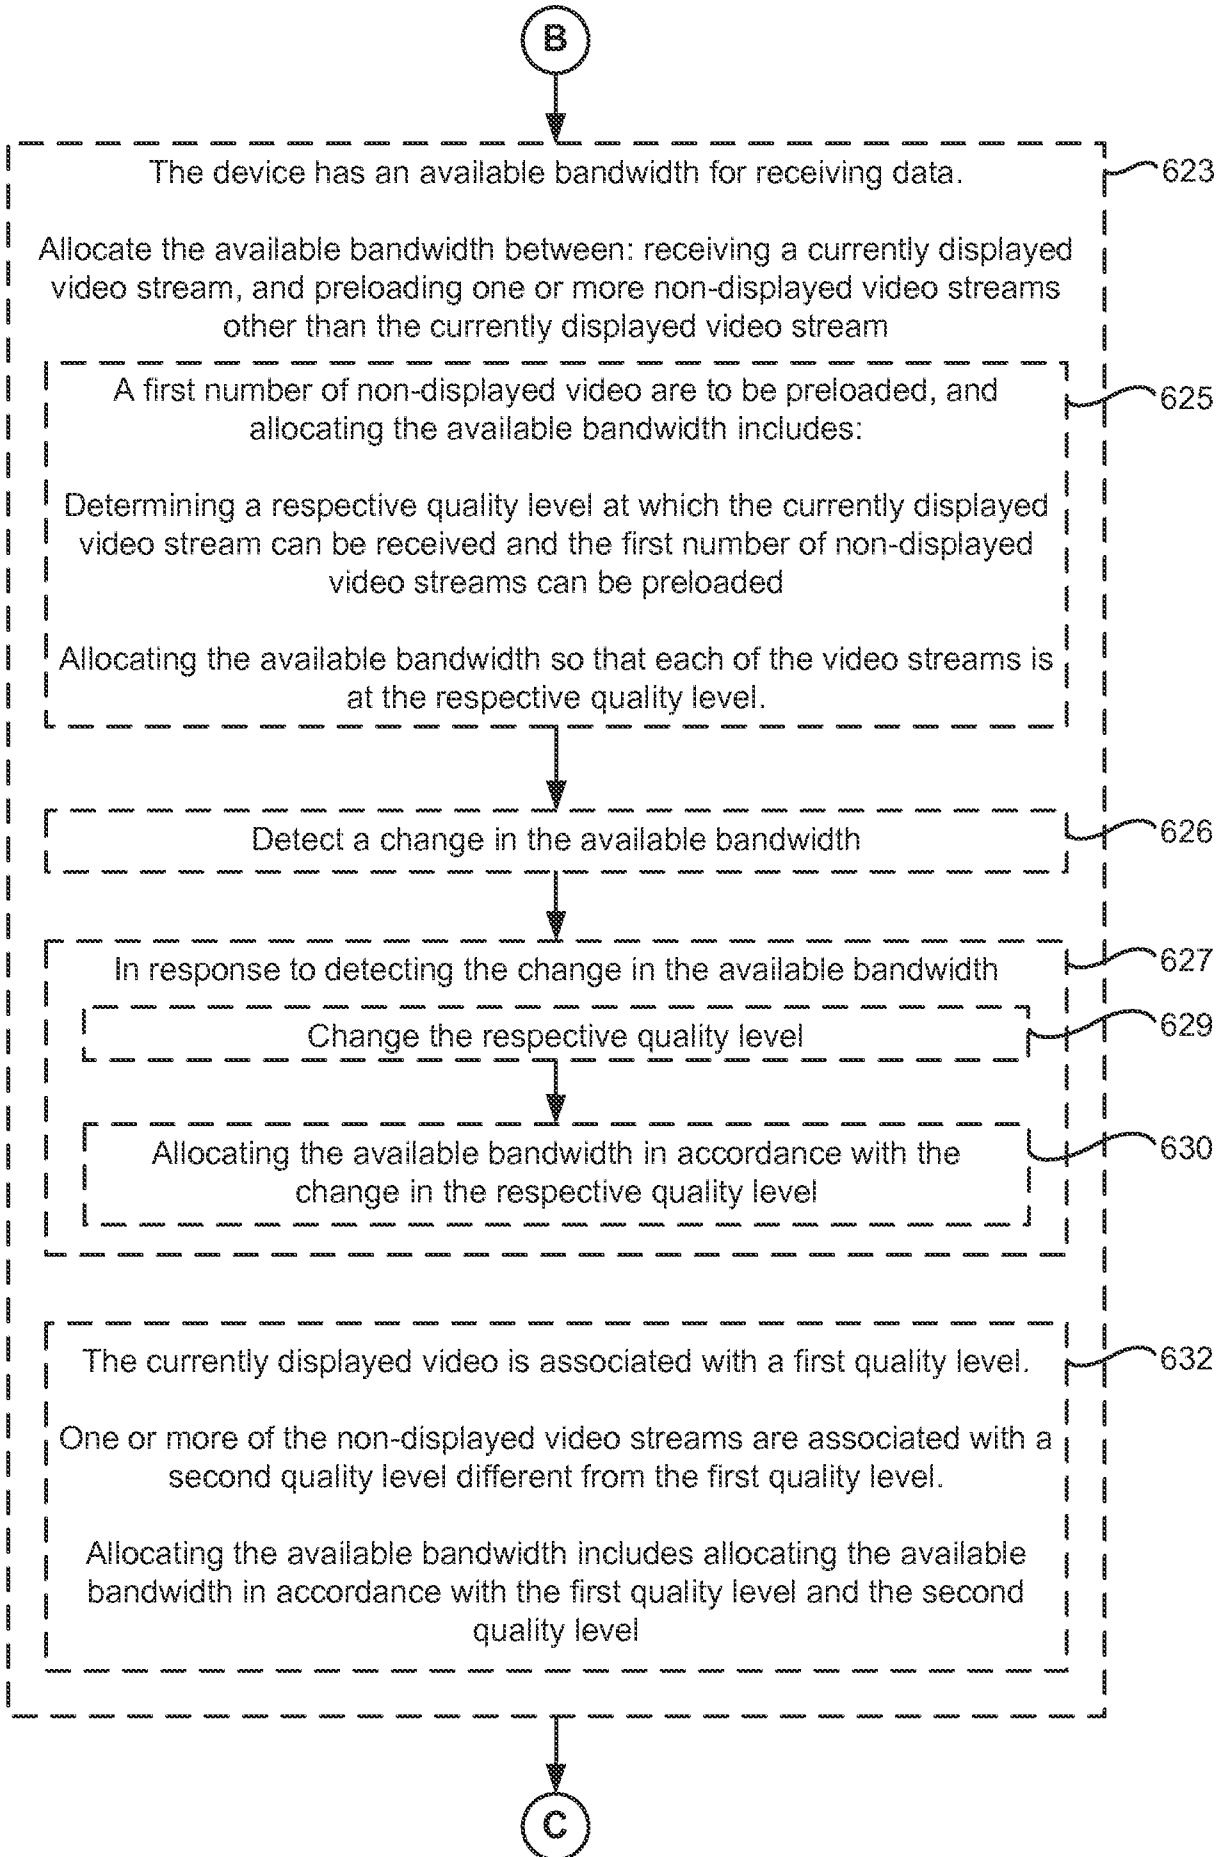 B
The device has an available bandwidth for receiving data.
623
Allocate the available bandwidth between: receiving a currently displayed
video stream, and preloading one or more non-displayed video streams
other than the currently displayed video stream
A first number of non-displayed video are to be preloaded, and
625
allocating the available bandwidth includes:
Determining a respective quality level at which the currently displayed
video stream can be received and the first number of non-displayed
video streams can be preloaded
Allocating the available bandwidth so that each of the video streams is
at the respective quality level.
Detect a change in the available bandwidth
626
In response to detecting the change in the available bandwidth
627
Change the respective quality level
629
Allocating the available bandwidth in accordance with the
630
change in the respective quality level
The currently displayed video is associated with a first quality level.
632
One or more of the non-displayed video streams are associated with a
second quality level different from the first quality level.
Allocating the available bandwidth includes allocating the available
bandwidth in accordance with the first quality level and the second
quality level
C